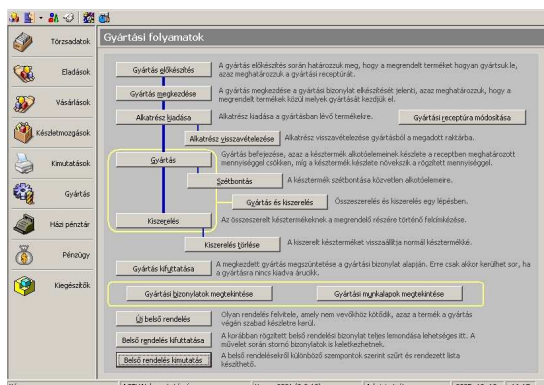 Gyártási folyamatok
Törzsadatok
Eladások
Vásárlások
Készletmozgások
Kimutatások
Gyártás
Házi pénztár
Pénzügy
Kiegészítők
Gyártás előkészítés
A gyártás előkészítés során határozzuk meg, hogy a megrendelt terméket hogyan gyártsuk le,
azaz meghatározzuk a gyártási receptúrát.
Gyártás megkezdése
A gyártás megkezdése a gyártási bizonylat elkészítését jelenti, azaz meghatározzuk, hogy a
megrendelt termékek közül melyek gyártását kezdjük el.
Alkatrész kiadása
Alkatrész kiadása a gyártásban lévő termékekre.
Gyártási receptúra módosítása
Alkatrész visszavételezése
Alkatrész visszavételezése gyártásból a megadott raktárba.
Gyártás
Gyártás befejezése, azaz a késztermék alkotóelemeinek készlete a receptben meghatározott
mennyiséggel csökken, míg a késztermék készlete növekszik a rögzített mennyiséggel.
Szétbontás
A késztermék szétbontása közvetlen alkotóelemeire.
Gyártás és kiszerelés
Összeszerelés és kiszerelés egy lépésben.
Kiszerelés
Az összeszerelt késztermékeknek a megrendelő részére történő felcímkézése.
Kiszerelés törlése
A kiszerelt készterméket visszaállítja normál késztermékké.
Gyártás kifuttatása
A megkezdett gyártás megszüntetése a gyártási bizonylat alapján. Erre csak akkor kerülhet sor, ha
a gyártásra nincs kiadva árucikk.
Gyártási bizonylatok megtekintése
Gyártási munkalapok megtekintése
Új belső rendelés
Olyan rendelés felvitele, amely nem vevőkhöz kötődik, azaz a termék a gyártás
végén szabad készletre kerül.
Belső rendelés kifuttatása
A korábban rögzített belső rendelési bizonylat teljes lemondása lehetséges itt. A
művelet során stornó bizonylatok is keletkezhetnek.
Belső rendelés kimutatás
A belső rendelésekről különböző szempontok szerint szűrt és rendezett lista
készíthető.